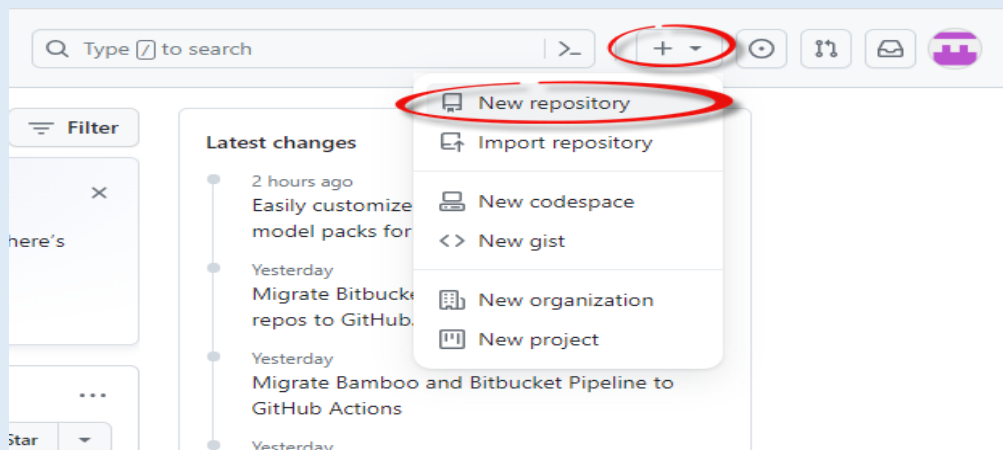 Type / to search
New repository
Import repository
New codespace
New gist
New organization
New project
Filter
here's
Star
Latest changes
2 hours ago
Easily customize
model packs for
Yesterday
Migrate Bitbucke
repos to GitHub.
Yesterday
Migrate Bamboo and Bitbucket Pipeline to
GitHub Actions
Yesterday